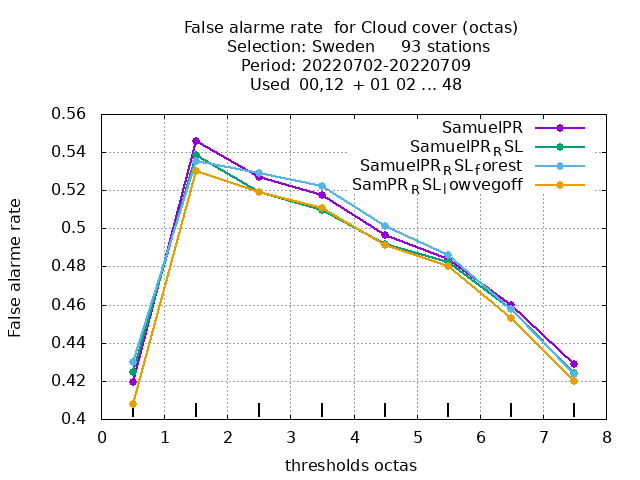 False alarme rate  for Cloud cover (octas)
Selection: Sweden     93 stations
Period: 20220702-20220709
Used  00,12  + 01 02 ... 48
SamuelPR
SamuelPR_RSL
SamuelPR_RSL_forest
SamPR_RSL_lowvegoff
False alarme rate
0.56
0.54
0.52
0.5
0.48
0.46
0.44
0.42
0.4
0 1 2 3 4 5 6 7 8
thresholds octas